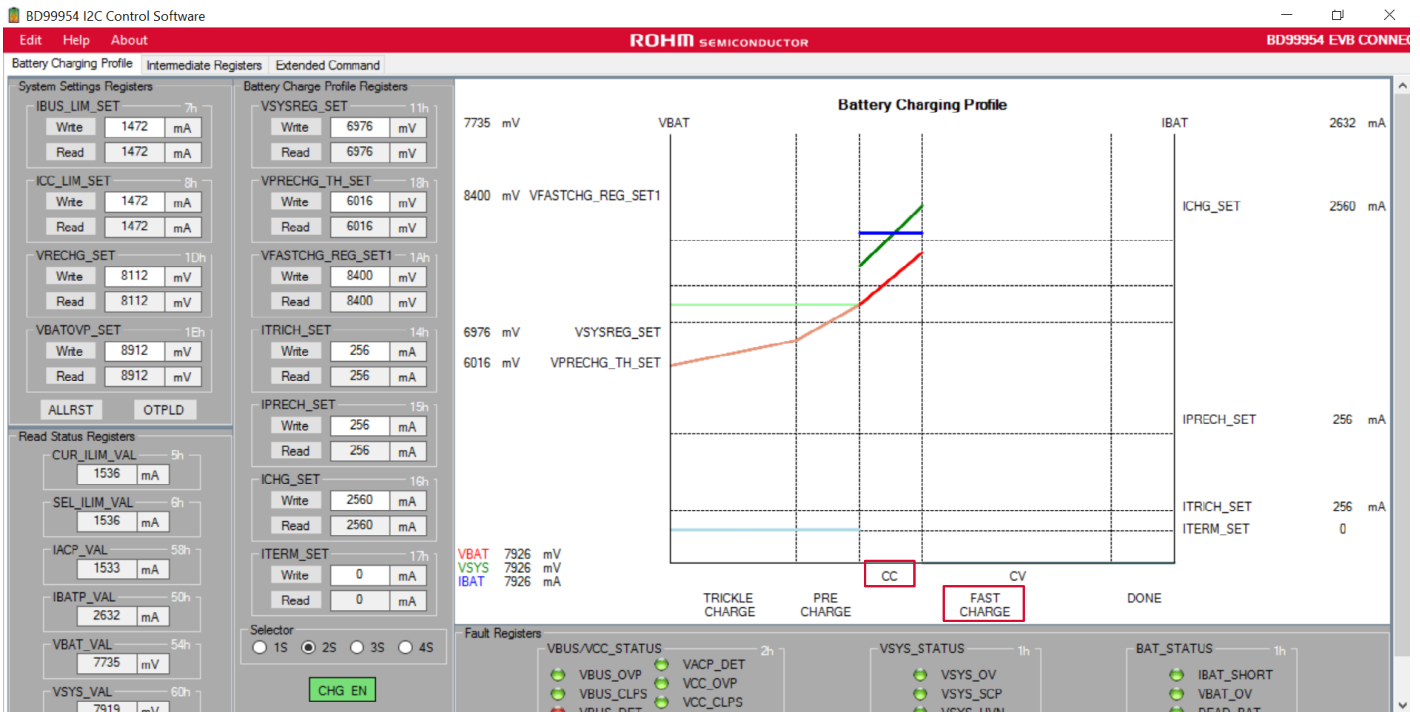 BD99954 I2C Control Software
Edit Help About
ROHM SEMICONDUCTOR
BD99954 EVB CONNEC
Battery Charging Profile Intermediate Registers Extended Command
System Settings Registers
IBUS_LIM_SET 7h
Write 1472 mA
Read 1472 mA
ICC_LIM_SET 8h
Write 1472 mA
Read 1472 mA
VRECHG_SET 1Dh
Write 8112 mV
Read 8112 mV
VBATOVP_SET 1Eh
Write 8912 mV
Read 8912 mV
ALLRST OTPLD
Read Status Registers
CUR_ILIM_VAL 5h
1536 mA
SEL_ILIM_VAL 6h
1536 mA
IACP_VAL 58h
1533 mA
IBATP_VAL 50h
2632 mA
VBAT_VAL 54h
7735 mV
VSYS_VAL 60h
7919 mV
Battery Charge Profile Registers
VSYSREG_SET 11h
Write 6976 mV
Read 6976 mV
VPRECHG_TH_SET 18h
Write 6016 mV
Read 6016 mV
VFASTCHG_REG_SET1 1Ah
Write 8400 mV
Read 8400 mV
ITRICH_SET 14h
Write 256 mA
Read 256 mA
IPRECH_SET 15h
Write 256 mA
Read 256 mA
ICHG_SET 16h
Write 2560 mA
Read 2560 mA
ITERM_SET 17h
Write 0 mA
Read 0 mA
Selector
1S 2S 3S 4S
CHG EN
Battery Charging Profile
7735 mV VBAT IBAT 2632 mA
8400 mV VFASTCHG_REG_SET1
ICHG_SET 2560 mA
6976 mV VSYSREG_SET
6016 mV VPRECHG_TH_SET
IPRECH_SET 256 mA
ITRICH_SET 256 mA
ITERM_SET 0
VBAT 7926 mV
VSYS 7926 mV
IBAT 7926 mA
CC CV
TRICKLE CHARGE
PRE CHARGE
FAST CHARGE
DONE
Fault Registers
VBUS/VCC_STATUS 2h
VBUS_OVP
VBUS_CLPS
VBUS_DET
VACP_DET
VCC_OVP
VCC_CLPS
VSYS_STATUS 1h
VSYS_OV
VSYS_SCP
VSYS_UVN
BAT_STATUS 1h
IBAT_SHORT
VBAT_OV
DEAD_BAT